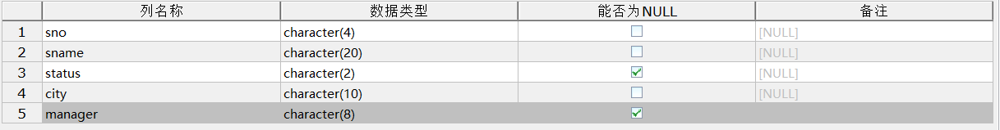 列名称 数据类型 能否为NULL 备注
1 sno character(4) [NULL]
2 sname character(20) [NULL]
3 status character(2) [NULL]
4 city character(10) [NULL]
5 manager character(8)